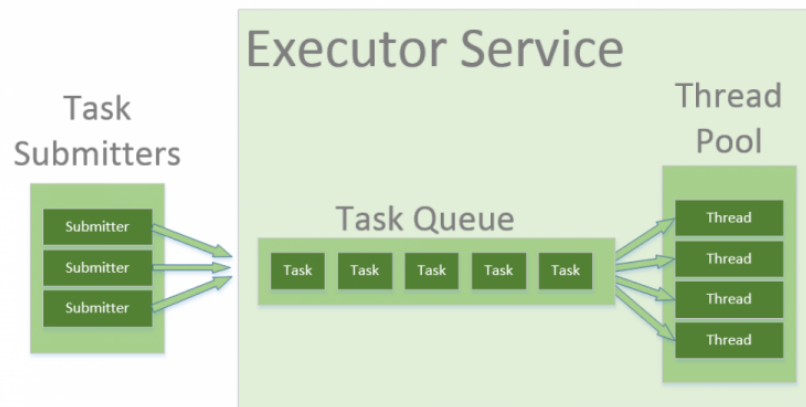 Executor Service
Task
Submitters
Submitter
Submitter
Submitter
Task Queue
Task Task Task Task Task
Thread
Pool
Thread
Thread
Thread
Thread